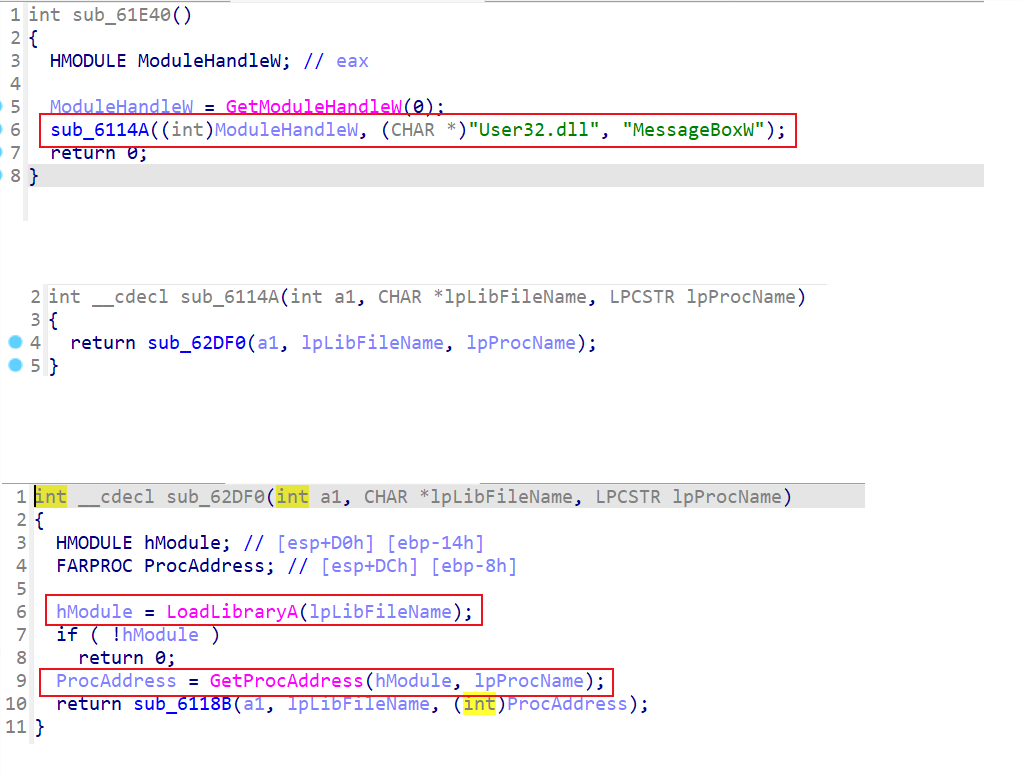 1 int sub_61E40()
2 {
3 HMODULE ModuleHandleW; // eax
4
5 ModuleHandleW = GetModuleHandleW(0);
6 sub_6114A((int)ModuleHandleW, (CHAR *)"User32.dll", "MessageBoxW");
7 return 0;
8 }
2 int __cdecl sub_6114A(int a1, CHAR *lpLibFileName, LPCSTR lpProcName)
3 {
4 return sub_62DF0(a1, lpLibFileName, lpProcName);
5 }
1 int __cdecl sub_62DF0(int a1, CHAR *lpLibFileName, LPCSTR lpProcName)
2 {
3 HMODULE hModule; // [esp+D0h] [ebp-14h]
4 FARPROC ProcAddress; // [esp+DCh] [ebp-8h]
5
6 hModule = LoadLibraryA(lpLibFileName);
7 if ( !hModule )
8 return 0;
9 ProcAddress = GetProcAddress(hModule, lpProcName);
10 return sub_6118B(a1, lpLibFileName, (int)ProcAddress);
11 }